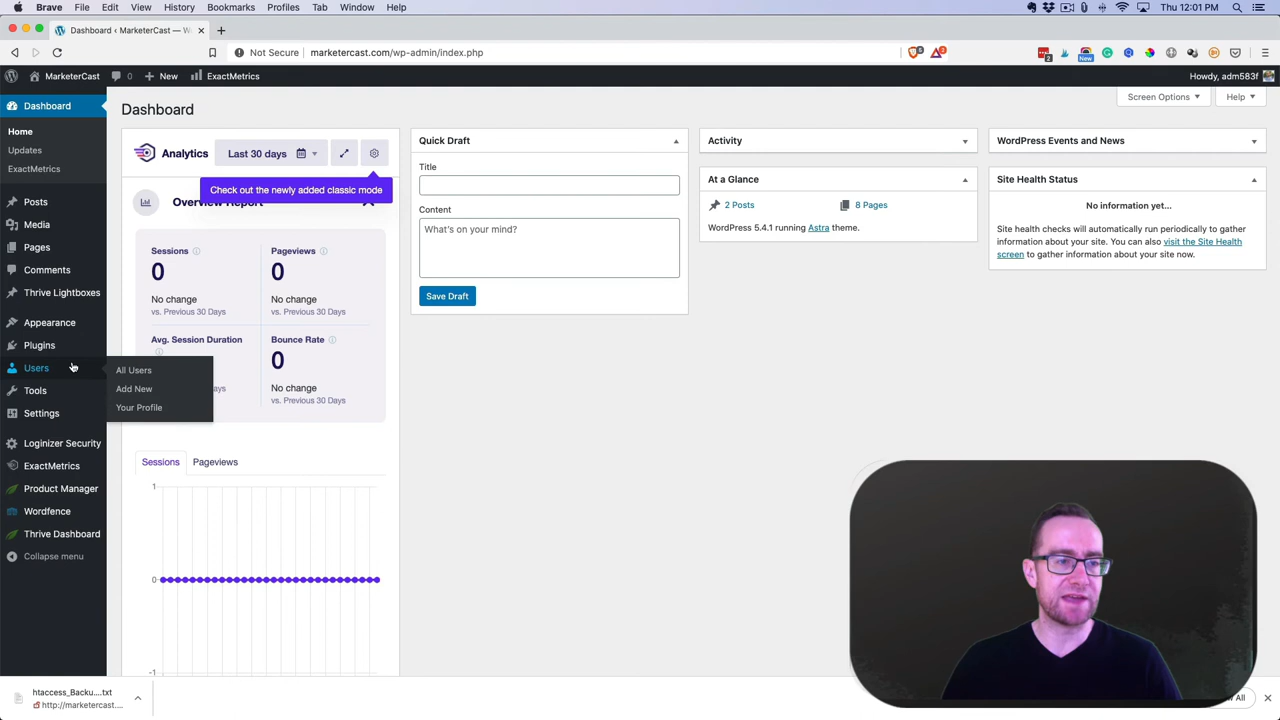 Brave File Edit View History Bookmarks Profiles Tab Window Help Thu 12:01 PM
Dashboard ‹ MarketerCast — W
Not Secure marketercast.com/wp-admin/index.php
2 New
MarketerCast 0 New ExactMetrics Howdy, adm583f
Dashboard
Home
Updates
ExactMetrics
Posts
Media
Pages
Comments
Thrive Lightboxes
Appearance
Plugins
Users
Tools
Settings
Loginizer Security
ExactMetrics
Product Manager
Wordfence
Thrive Dashboard
Collapse menu
All Users
Add New
Your Profile
Dashboard
Screen Options Help
Analytics Last 30 days
Check out the newly added classic mode
Overview Report
Sessions
0
No change
vs. Previous 30 Days
Pageviews
0
No change
vs. Previous 30 Days
Avg. Session Duration
days
Bounce Rate
0
No change
vs. Previous 30 Days
Sessions Pageviews
1
0
-1
Quick Draft
Title
Content
What's on your mind?
Save Draft
Activity
At a Glance
2 Posts 8 Pages
WordPress 5.4.1 running Astra theme.
WordPress Events and News
Site Health Status
No information yet...
Site health checks will automatically run periodically to gather
information about your site. You can also visit the Site Health
screen to gather information about your site now.
htaccess_Backu....txt
http://marketercast....
All